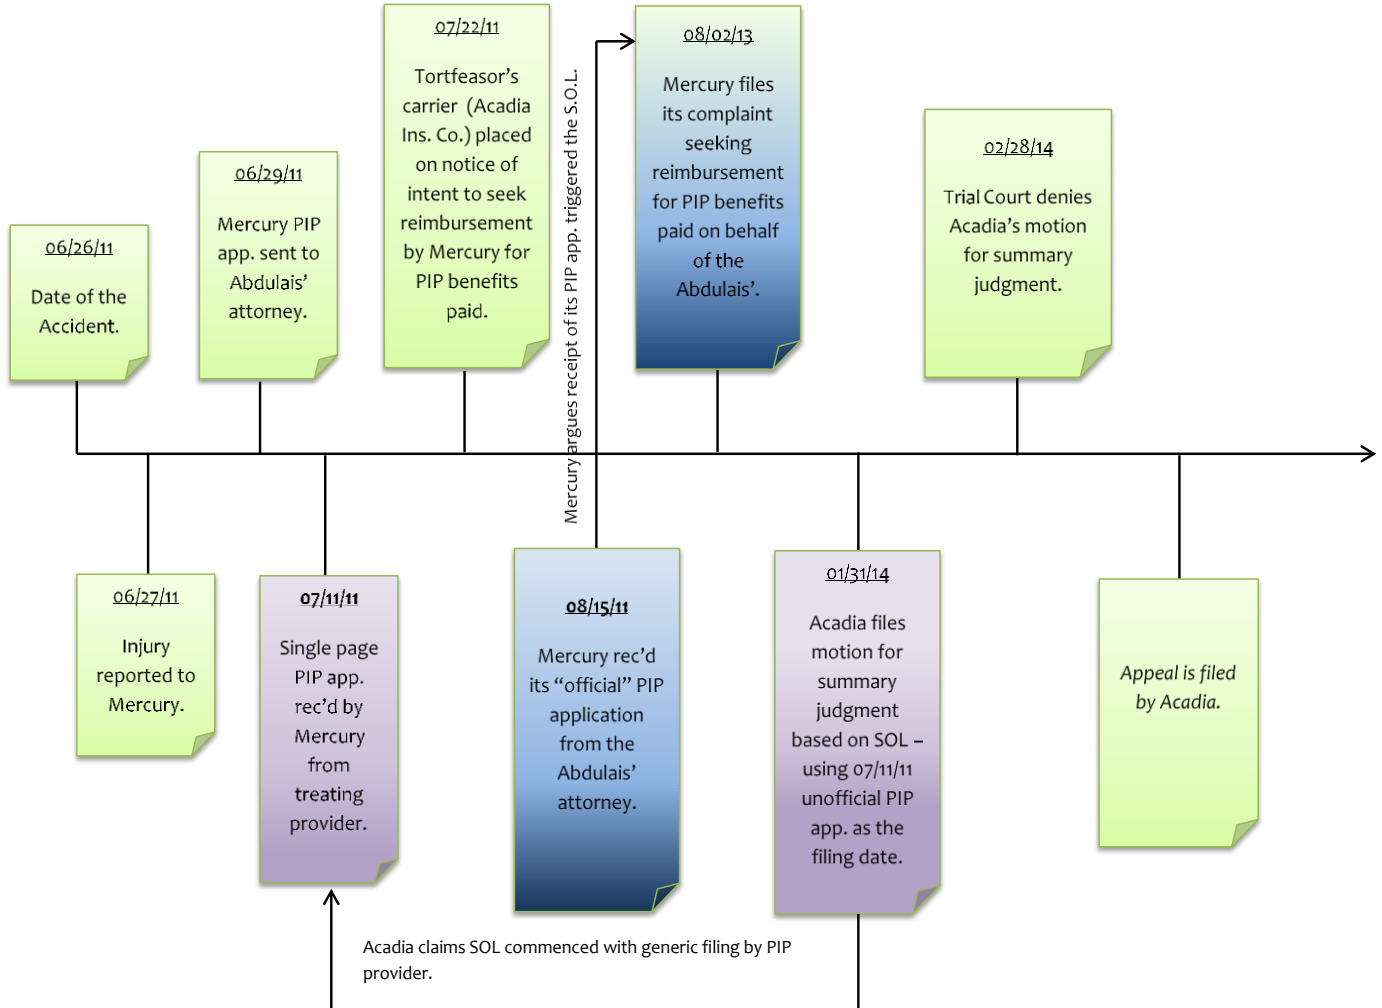 06/26/11
Date of the
Accident.
06/29/11
Mercury PIP
app. sent to
Abdulais’
attorney.
07/22/11
Tortfeasor’s
carrier (Acadia
Ins. Co.) placed
on notice of
intent to seek
reimbursement
by Mercury for
PIP benefits
paid.
Mercury argues receipt of its PIP app. triggered the S.O.L.
08/02/13
Mercury files
its complaint
seeking
reimbursement
for PIP benefits
paid on behalf
of the
Abdulais’.
02/28/14
Trial Court denies
Acadia’s motion
for summary
judgment.
06/27/11
Injury
reported to
Mercury.
07/11/11
Single page
PIP app.
rec’d by
Mercury
from
treating
provider.
08/15/11
Mercury rec’d
its “official” PIP
application
from the
Abdulais’
attorney.
01/31/14
Acadia files
motion for
summary
judgment
based on SOL –
using 07/11/11
unofficial PIP
app. as the
filing date.
Appeal is filed
by Acadia.
Acadia claims SOL commenced with generic filing by PIP
provider.